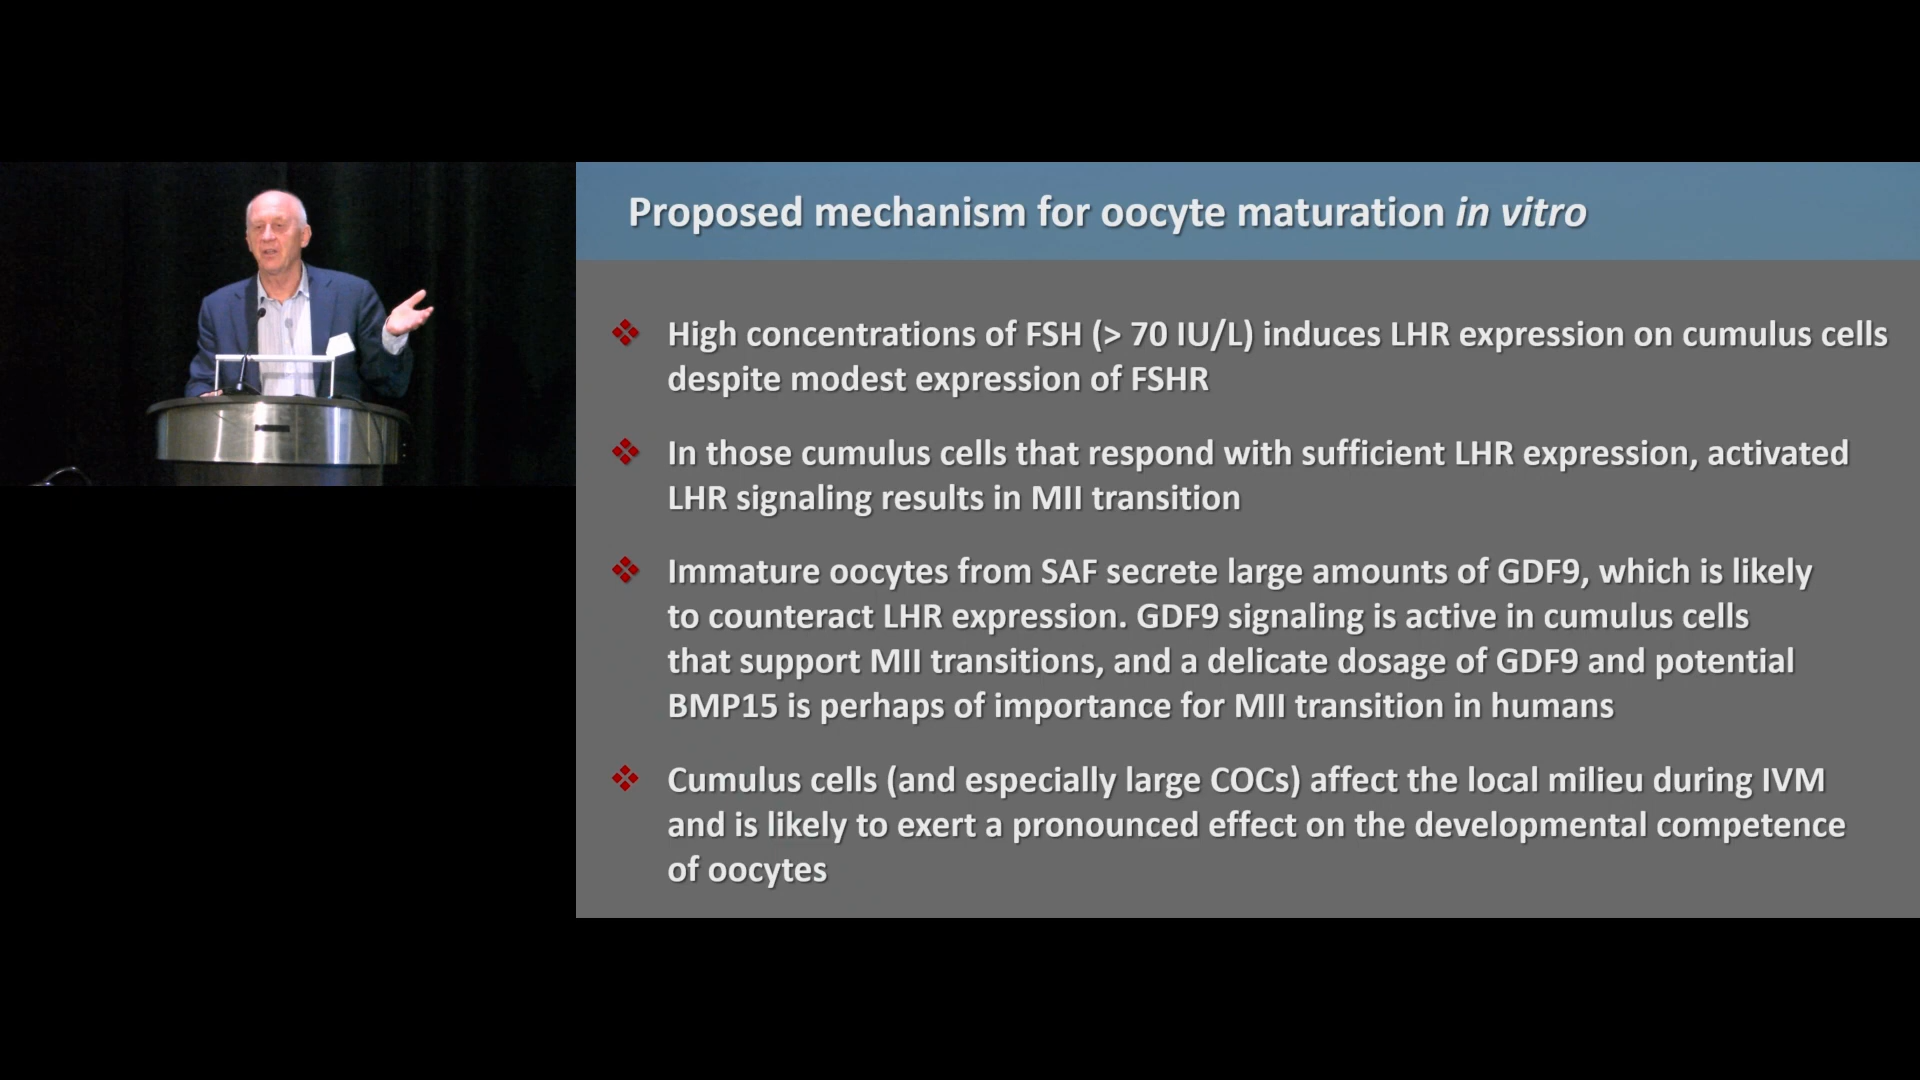 Proposed mechanism for oocyte maturation in vitro
High concentrations of FSH (> 70 IU/L) induces LHR expression on cumulus cells
despite modest expression of FSHR
In those cumulus cells that respond with sufficient LHR expression, activated
LHR signaling results in MII transition
Immature oocytes from SAF secrete large amounts of GDF9, which is likely
to counteract LHR expression. GDF9 signaling is active in cumulus cells
that support MII transitions, and a delicate dosage of GDF9 and potential
BMP15 is perhaps of importance for MII transition in humans
Cumulus cells (and especially large COCs) affect the local milieu during IVM
and is likely to exert a pronounced effect on the developmental competence
of oocytes